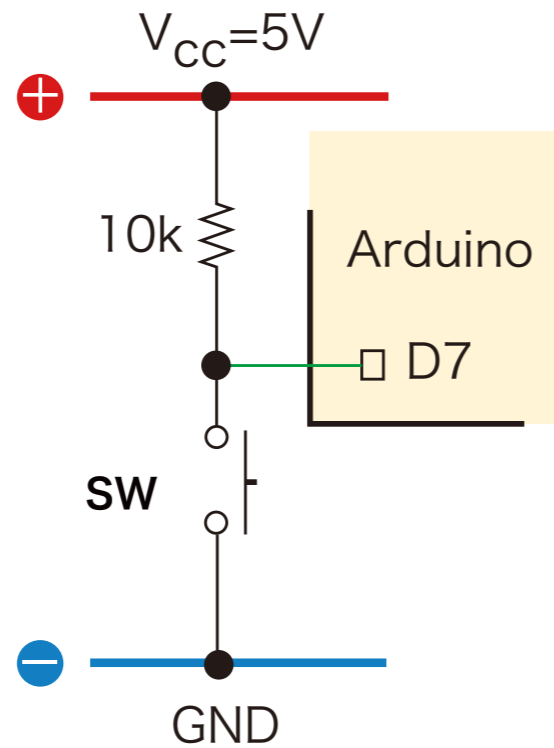 VCC=5V
10k
Arduino
D7
SW
GND